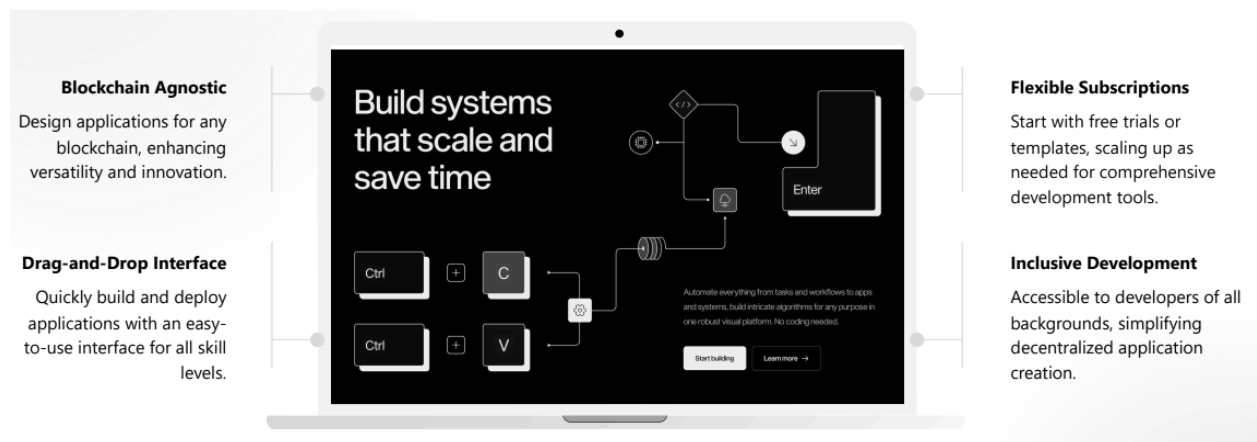 Blockchain Agnostic
Design applications for any
blockchain, enhancing
versatility and innovation.
Drag-and-Drop Interface
Quickly build and deploy
applications with an easy-
to-use interface for all skill
levels.
Build systems
that scale and
save time
Enter
Ctrl
+
C
Ctrl
+
V
Automate everything from tasks and workflows to apps
and systems, build intricate algorithms for any purpose in
one robust visual platform. No coding needed.
Start building
Learn more →
Flexible Subscriptions
Start with free trials or
templates, scaling up as
needed for comprehensive
development tools.
Inclusive Development
Accessible to developers of all
backgrounds, simplifying
decentralized application
creation.